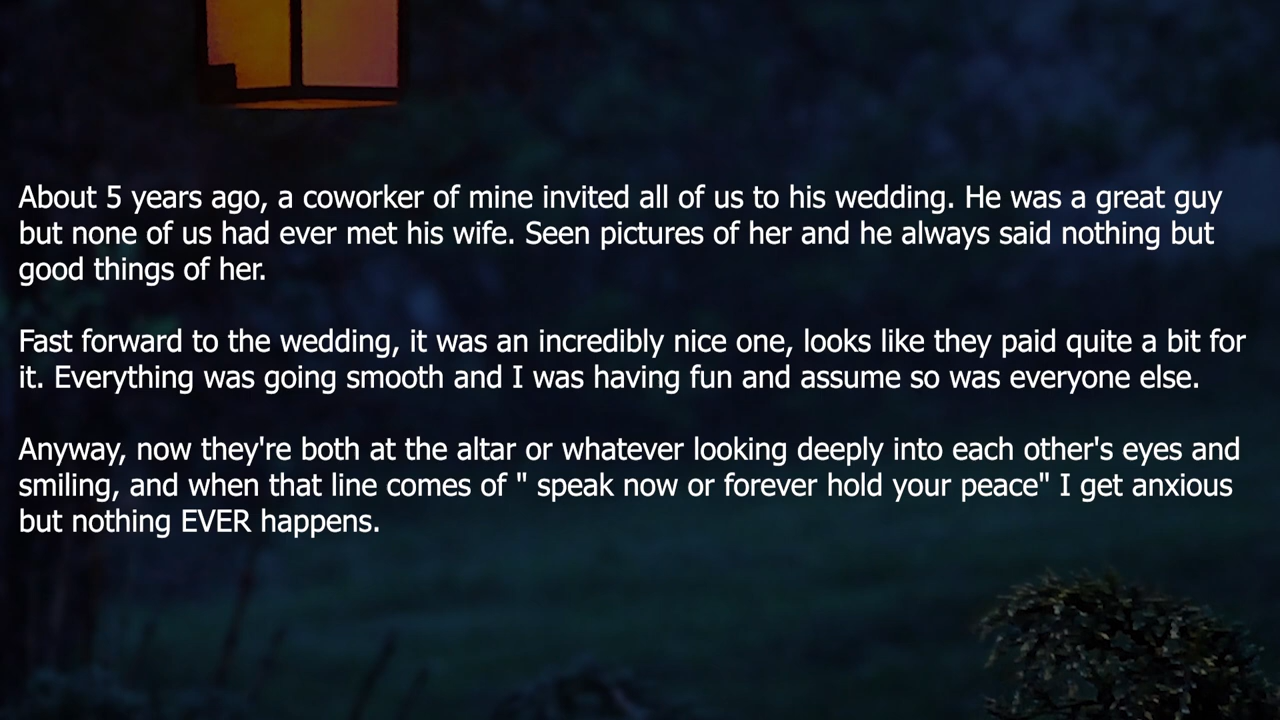 About 5 years ago, a coworker of mine invited all of us to his wedding. He was a great guy
but none of us had ever met his wife. Seen pictures of her and he always said nothing but
good things of her.
Fast forward to the wedding, it was an incredibly nice one, looks like they paid quite a bit for
it. Everything was going smooth and I was having fun and assume so was everyone else.
Anyway, now they're both at the altar or whatever looking deeply into each other's eyes and
smiling, and when that line comes of " speak now or forever hold your peace" I get anxious
but nothing EVER happens.